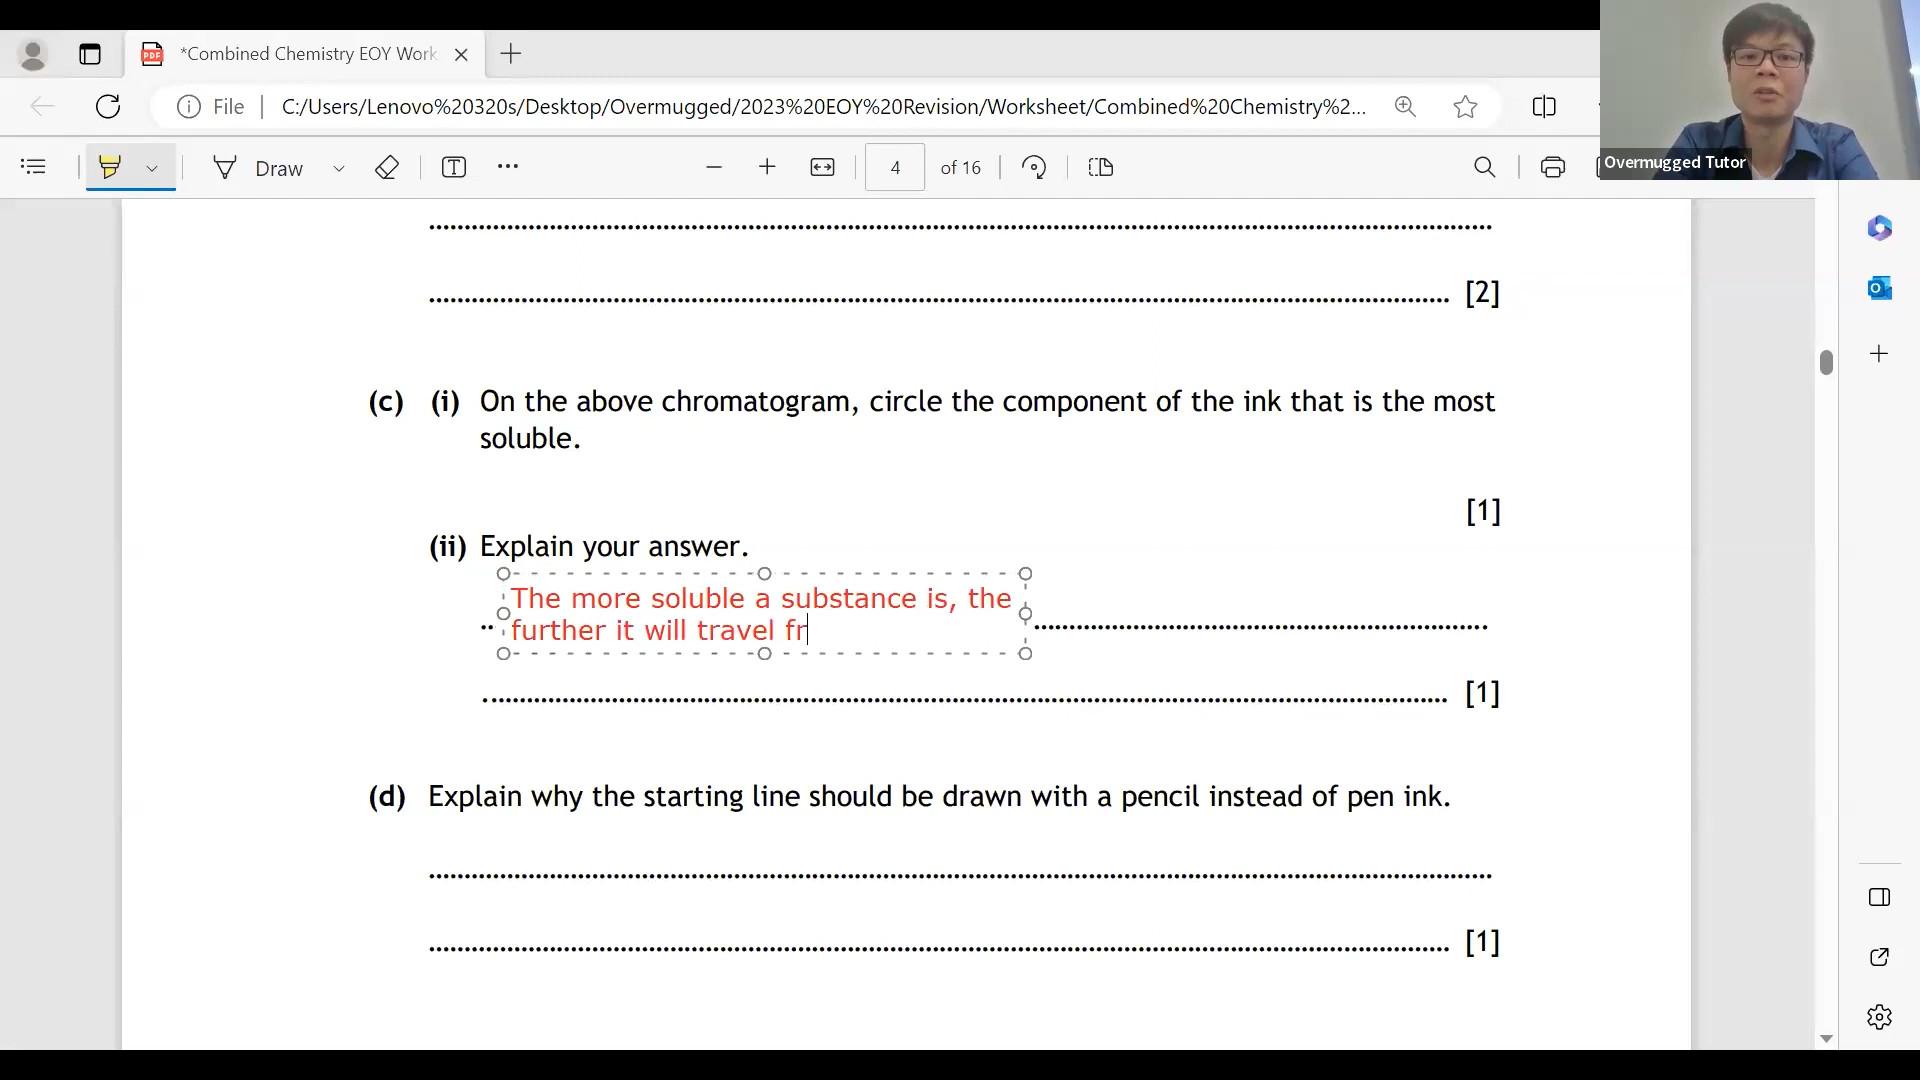 *Combined Chemistry EOY Work
File
C:/Users/Lenovo%20320s/Desktop/Overmugged/2023%20EOY%20Revision/Worksheet/Combined%20Chemistry%2...
Overmugged Tutor
Draw
4 of 16
[2]
(c) (i) On the above chromatogram, circle the component of the ink that is the most
soluble.
[1]
(ii) Explain your answer.
The more soluble a substance is, the
further it will travel fr
[1]
(d) Explain why the starting line should be drawn with a pencil instead of pen ink.
[1]